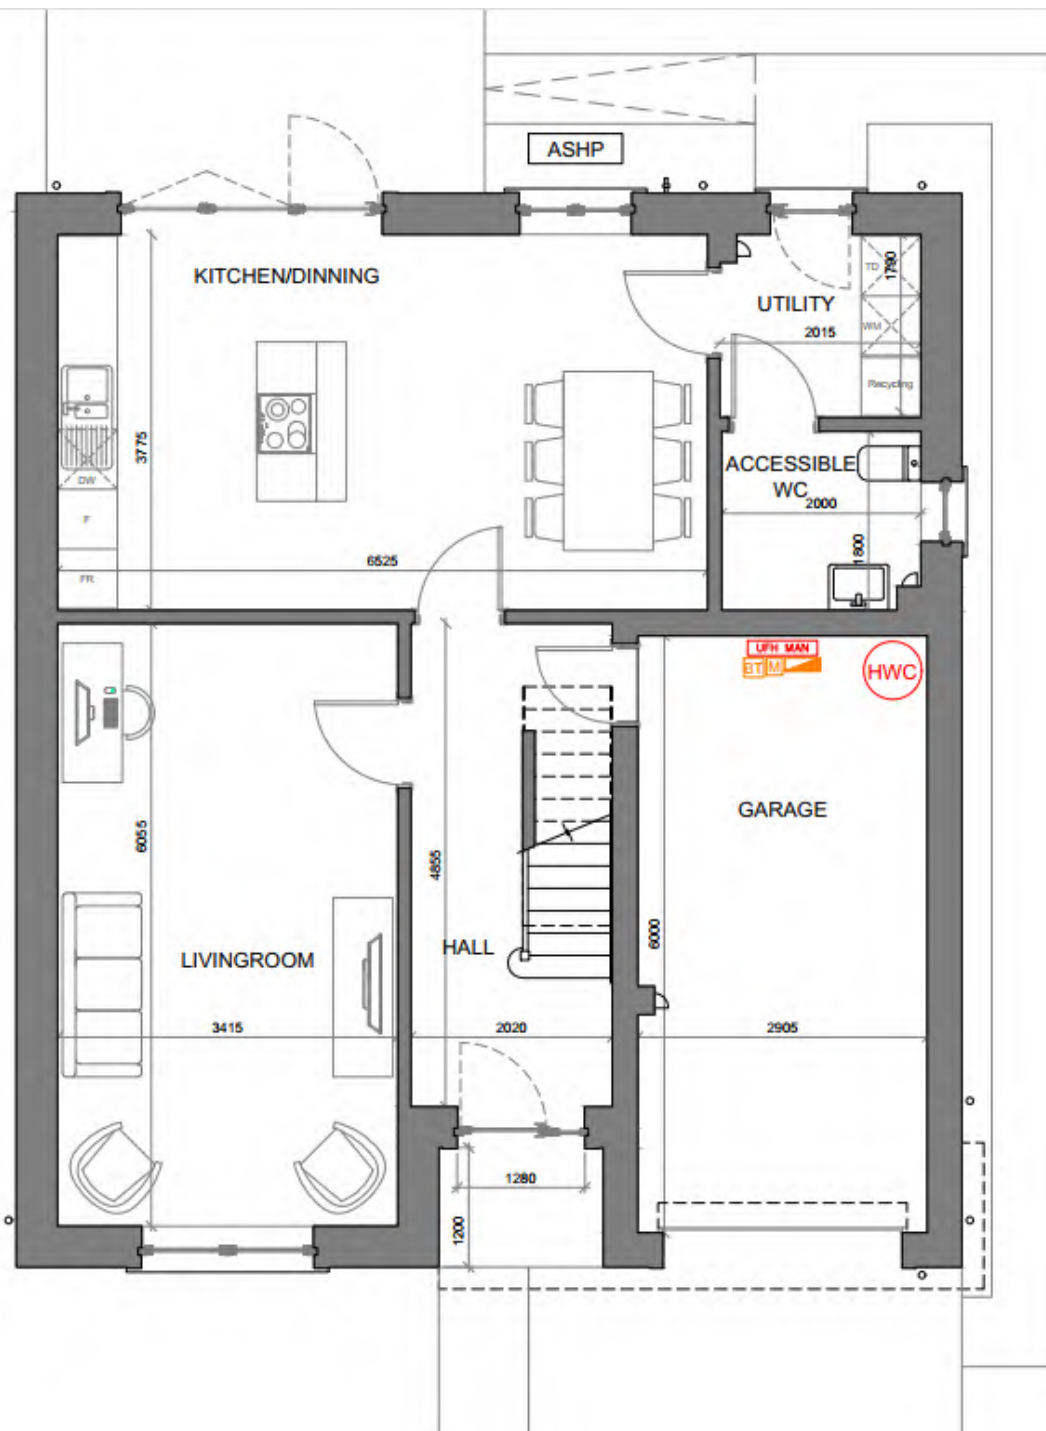 ASHP
KITCHEN/DINNING
TD
1790
UTILITY
2015
WM
Recycling
3775
DW
F
FR
6525
ACCESSIBLE
WC
2000
1800
UFH MAN
BT M
HWC
GARAGE
6055
4855
HALL
6000
LIVINGROOM
3415
2020
2905
1280
1200